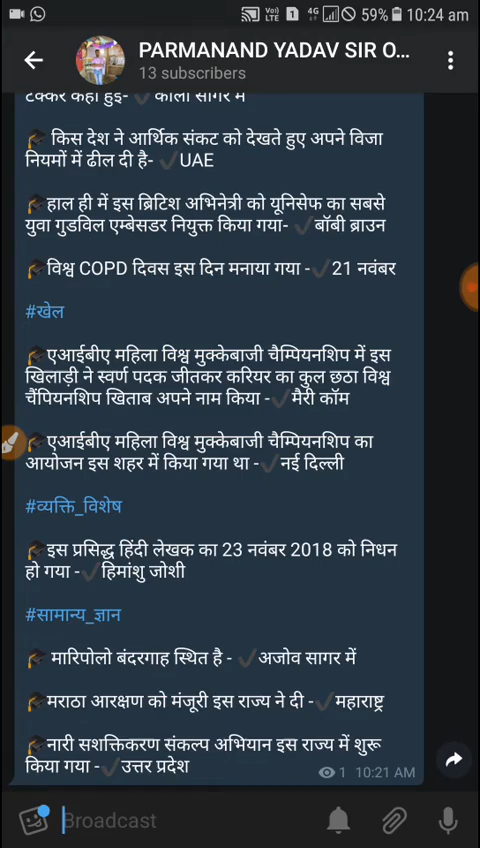 Vo) LTE 1 4G 59% 10:24 am
PARMANAND YADAV SIR O...
13 subscribers
टक्कर कहा हुइ- ✔काला सागर में
🎓 किस देश ने आर्थिक संकट को देखते हुए अपने विजा
नियमों में ढील दी है- ✔UAE
🎓हाल ही में इस ब्रिटिश अभिनेत्री को यूनिसेफ का सबसे
युवा गुडविल एम्बेसडर नियुक्त किया गया- ✔बॉबी ब्राउन
🎓विश्व COPD दिवस इस दिन मनाया गया -✔21 नवंबर
#खेल
🎓एआईबीए महिला विश्व मुक्केबाजी चैम्पियनशिप में इस
खिलाड़ी ने स्वर्ण पदक जीतकर करियर का कुल छठा विश्व
चैंपियनशिप खिताब अपने नाम किया -✔मैरी कॉम
🎓एआईबीए महिला विश्व मुक्केबाजी चैम्पियनशिप का
आयोजन इस शहर में किया गया था -✔नई दिल्ली
#व्यक्ति_विशेष
🎓इस प्रसिद्ध हिंदी लेखक का 23 नवंबर 2018 को निधन
हो गया -✔हिमांशु जोशी
#सामान्य_ज्ञान
🎓 मारिपोलो बंदरगाह स्थित है - ✔अजोव सागर में
🎓मराठा आरक्षण को मंजूरी इस राज्य ने दी -✔महाराष्ट्र
🎓नारी सशक्तिकरण संकल्प अभियान इस राज्य में शुरू
किया गया -✔उत्तर प्रदेश
1 10:21 AM
Broadcast